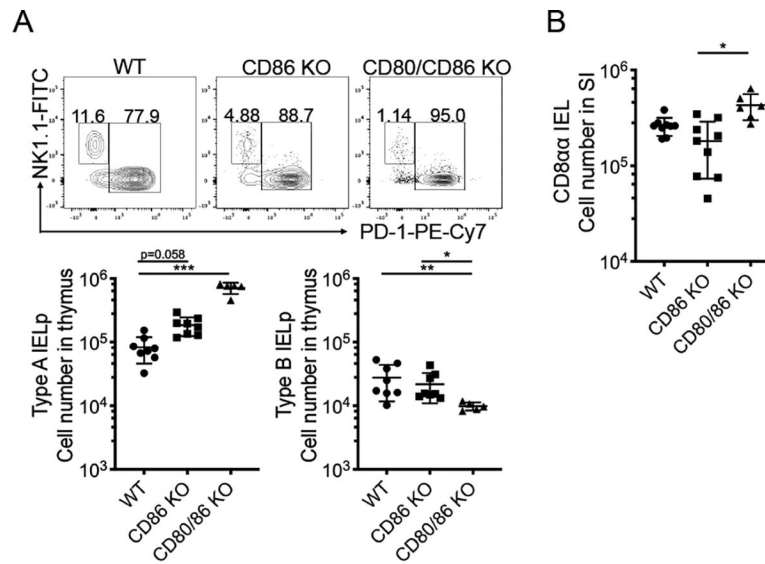 A
B
WT CD86 KO CD80/CD86 KO
NK1.1-FITC
11.6 77.9
4.88 88.7
1.14 95.0
PD-1-PE-Cy7
Type A IELp
Cell number in thymus
p=0.058
***
10⁶
10⁵
10⁴
10³
WT CD86 KO CD80/86 KO
Type B IELp
Cell number in thymus
*
**
10⁶
10⁵
10⁴
10³
WT CD86 KO CD80/86 KO
CD8αα IEL
Cell number in SI
*
10⁶
10⁵
10⁴
WT CD86 KO CD80/86 KO